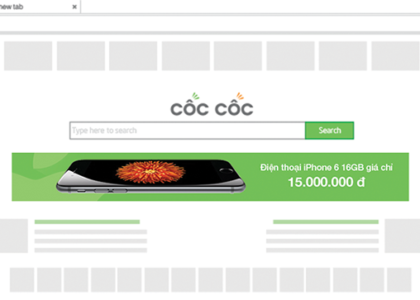 new tab
CỐC CỐC
Type here to search
Search
Điện thoại iPhone 6 16GB giá chỉ
15.000.000 đ